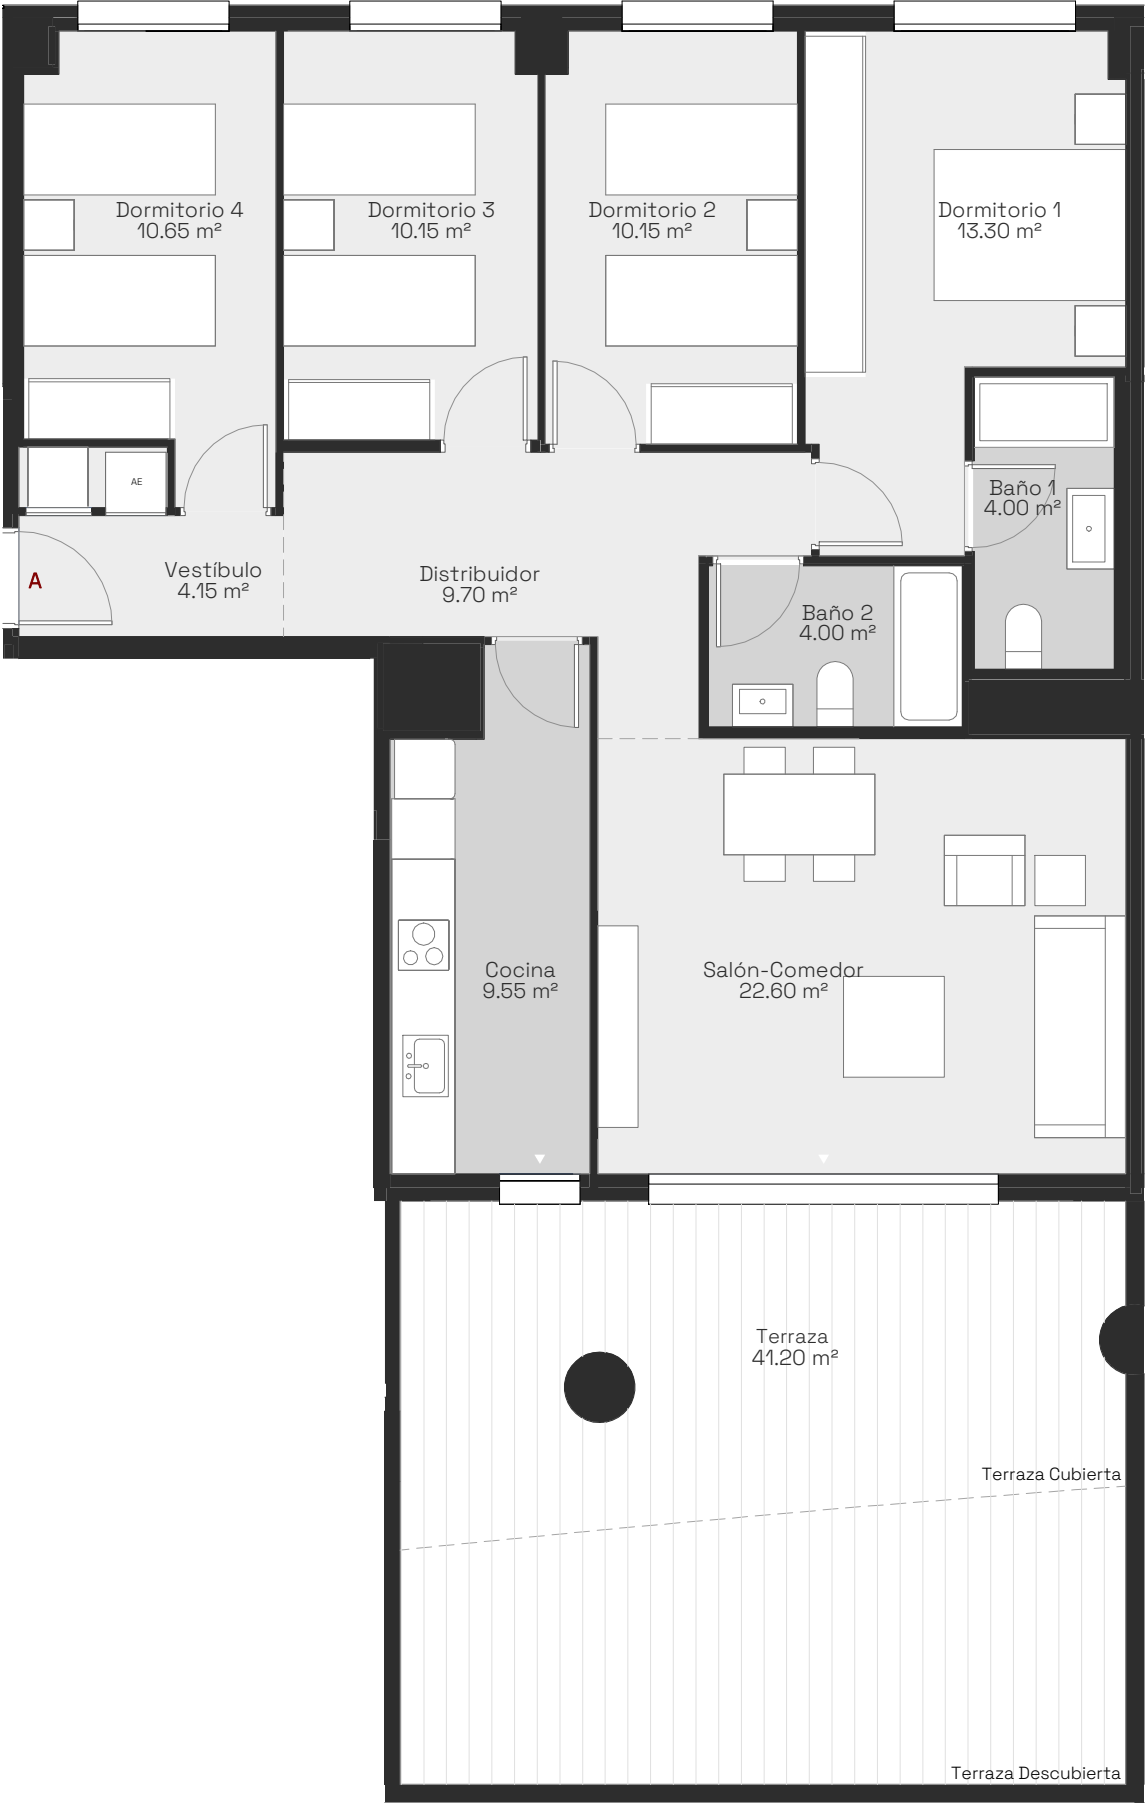 Dormitorio 4
10.65 m²
Dormitorio 3
10.15 m²
Dormitorio 2
10.15 m²
Dormitorio 1
13.30 m²
AE
Baño 1
4.00 m²
A
Vestíbulo
4.15 m²
Distribuidor
9.70 m²
Baño 2
4.00 m²
Cocina
9.55 m²
Salón-Comedor
22.60 m²
Terraza
41.20 m²
Terraza Cubierta
Terraza Descubierta